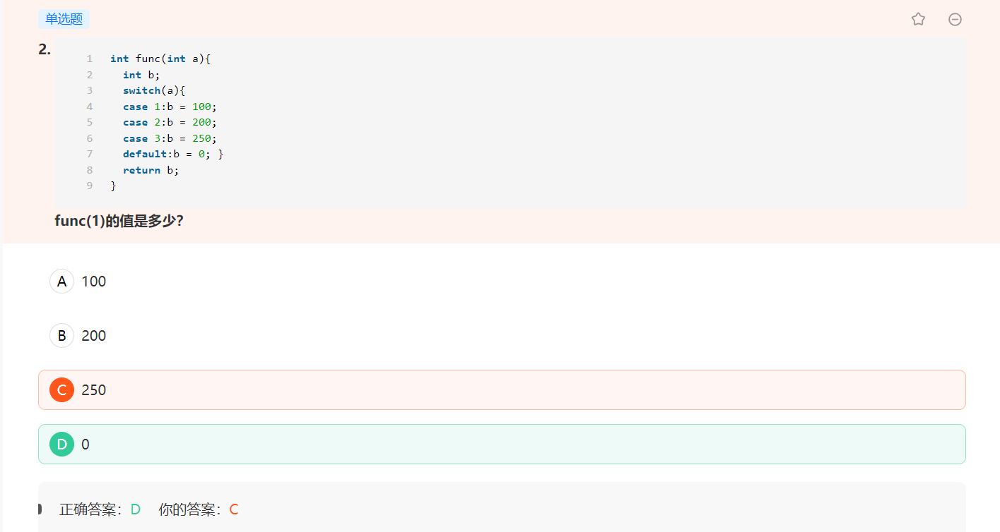 单选题
2.
1 int func(int a){
2 int b;
3 switch(a){
4 case 1:b = 100;
5 case 2:b = 200;
6 case 3:b = 250;
7 default:b = 0; }
8 return b;
9 }
func(1)的值是多少?
A 100
B 200
C 250
D 0
正确答案: D 你的答案: C